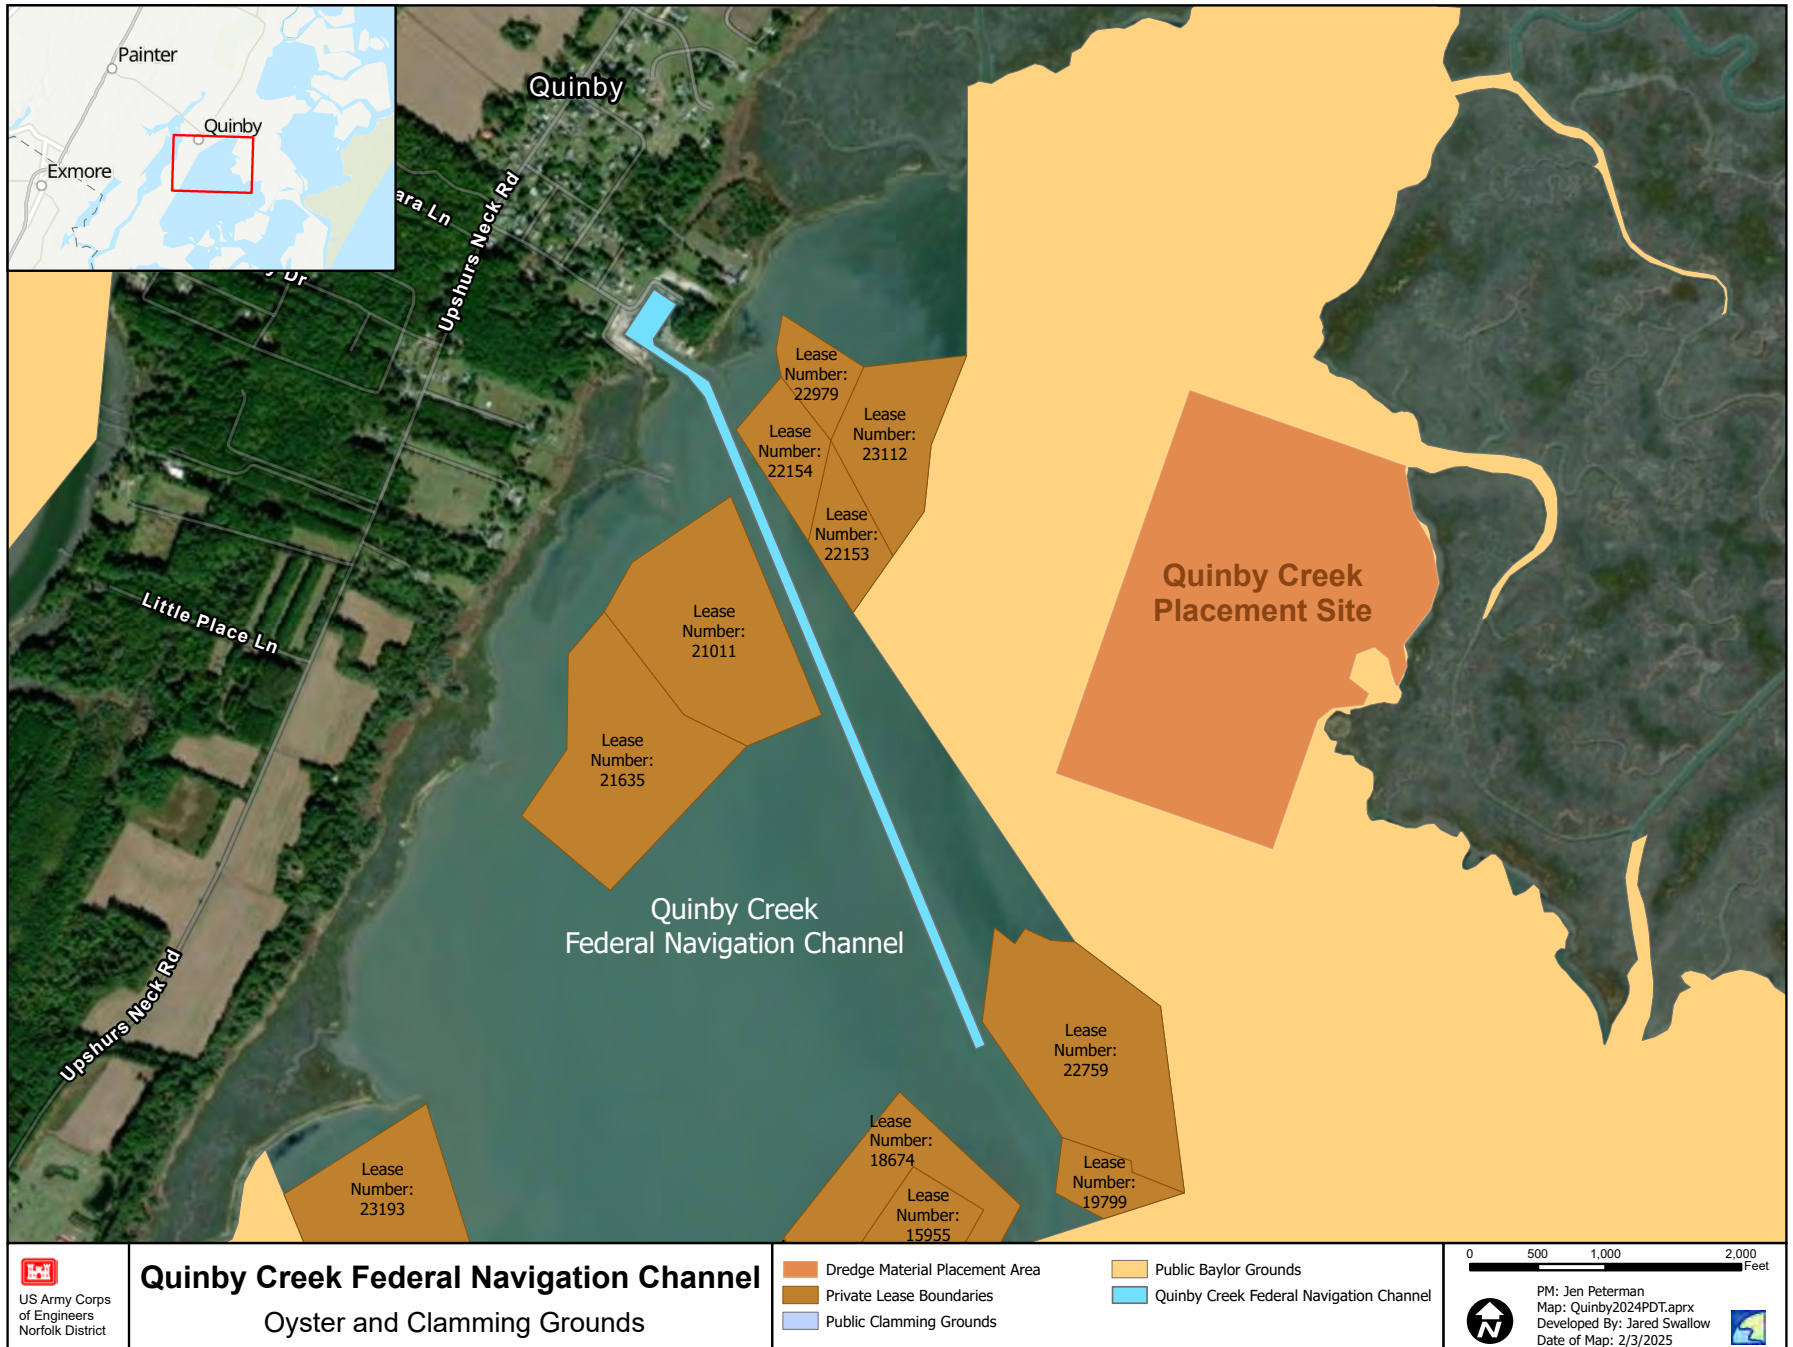 Painter
Quinby
Exmore
Quinby
ara Ln
y Dr
Upshurs Neck Rd
Little Place Ln
Upshurs Neck Rd
Lease
Number:
22979
Lease
Number:
23112
Lease
Number:
22154
Lease
Number:
22153
Lease
Number:
21011
Lease
Number:
21635
Quinby Creek
Placement Site
Quinby Creek
Federal Navigation Channel
Lease
Number:
22759
Lease
Number:
18674
Lease
Number:
19799
Lease
Number:
15955
Lease
Number:
23193
US Army Corps
of Engineers
Norfolk District
Quinby Creek Federal Navigation Channel
Oyster and Clamming Grounds
Dredge Material Placement Area
Private Lease Boundaries
Public Clamming Grounds
Public Baylor Grounds
Quinby Creek Federal Navigation Channel
0 500 1,000 2,000
Feet
N
PM: Jen Peterman
Map: Quinby2024PDT.aprx
Developed By: Jared Swallow
Date of Map: 2/3/2025